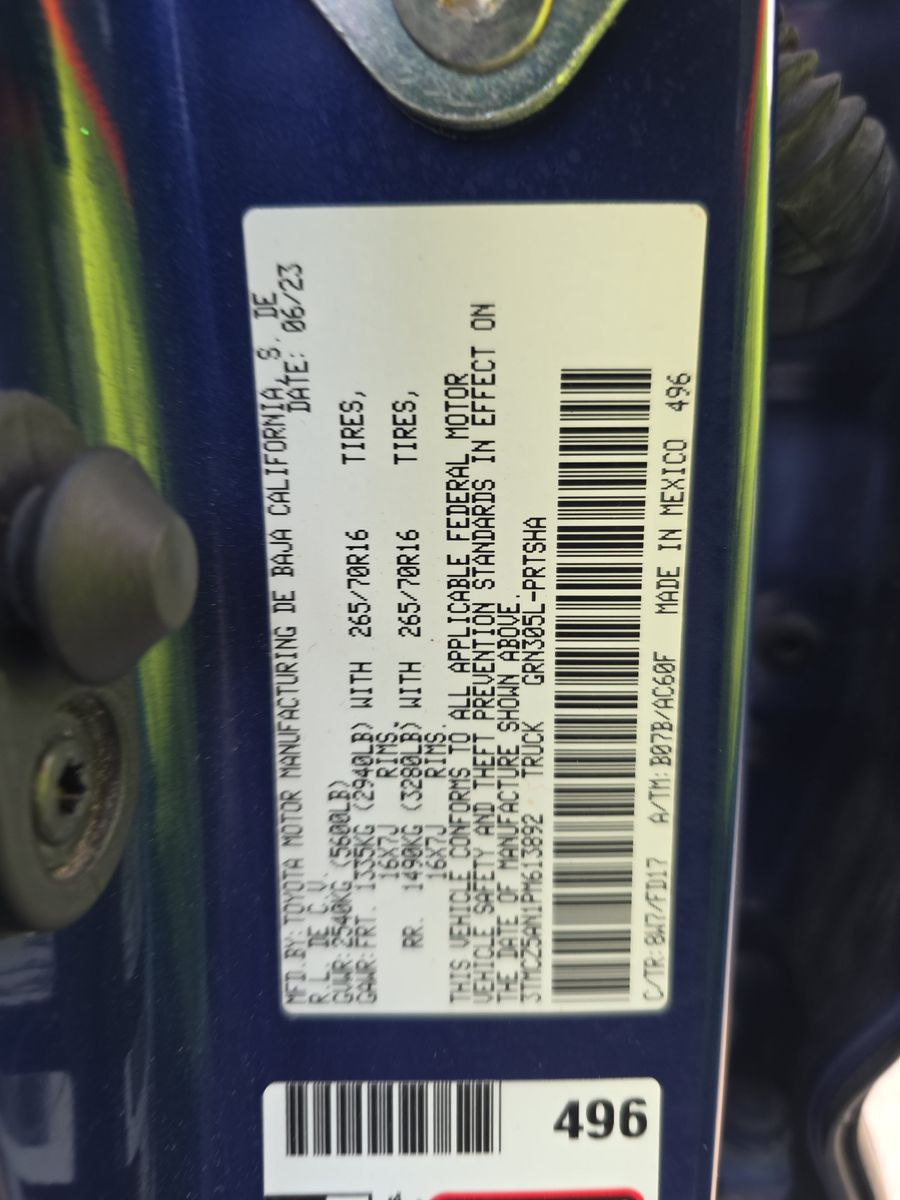 MFD.BY:TOYOTA MOTOR MANUFACTURING DE BAJA CALIFORNIA, S. DE
R.L. DE C.V. DATE: 06/23
GVWR:2540KG (5600LB)
GAWR:FRT. 1335KG (2940LB) WITH 265/70R16 TIRES,
16X7J RIMS.
RR. 1490KG (3280LB) WITH 265/70R16 TIRES,
16X7J RIMS.
THIS VEHICLE CONFORMS TO ALL APPLICABLE FEDERAL MOTOR
VEHICLE SAFETY AND THEFT PREVENTION STANDARDS IN EFFECT ON
THE DATE OF MANUFACTURE SHOWN ABOVE.
3TMCZ5AN1PM613892 TRUCK GRN305L-PRTSHA
C/TR:8W7/FD17 A/TM:B07B/AC60F MADE IN MEXICO 496
496